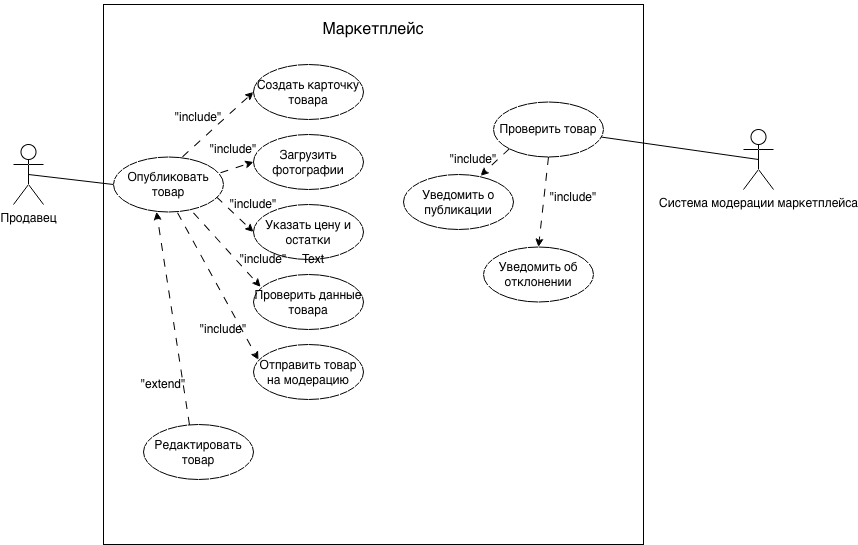 Маркетплейс
Создать карточку
товара
"include"
Проверить товар
"include"
Загрузить
фотографии
"include"
Опубликовать
товар
Уведомить о
публикации
"include"
Система модерации маркетплейса
Продавец
"include"
Указать цену и
остатки
"include"
Text
Уведомить об
отклонении
Проверить данные
товара
"include"
Отправить товар
на модерацию
"extend"
Редактировать
товар